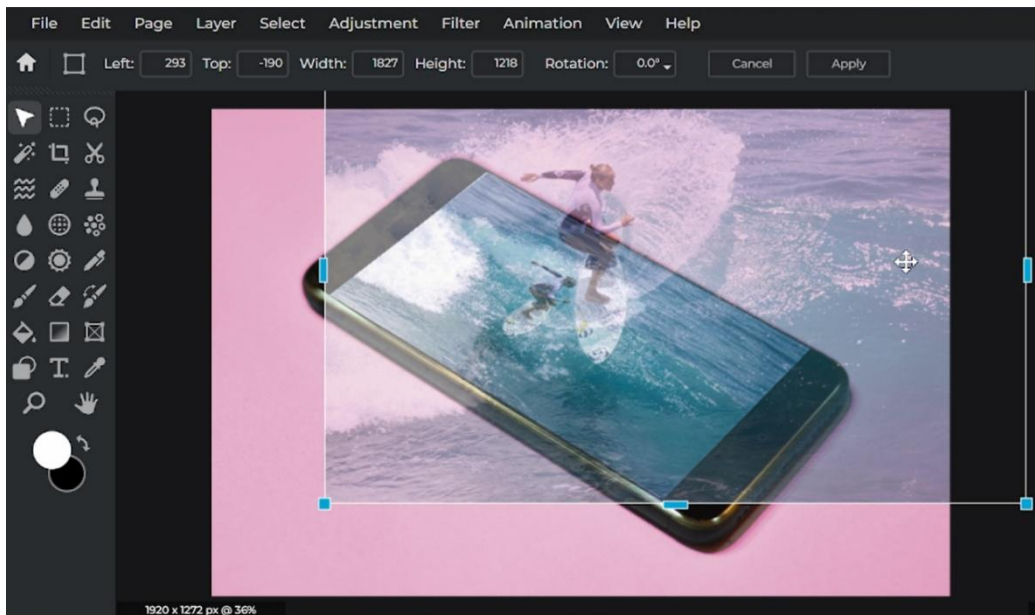 File Edit Page Layer Select Adjustment Filter Animation View Help
Left: 293 Top: -190 Width: 1827 Height: 1218 Rotation: 0.0° Cancel Apply
T.
1920 x 1272 px @ 36%